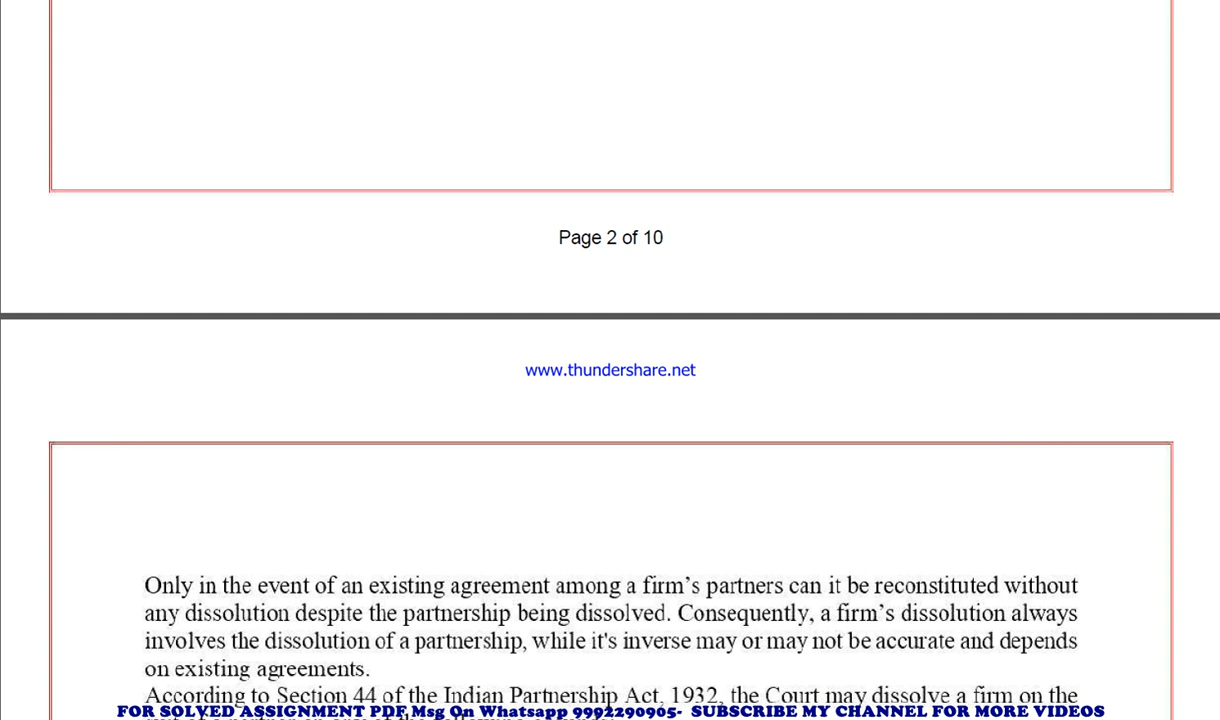 Page 2 of 10
www.thundershare.net
Only in the event of an existing agreement among a firm’s partners can it be reconstituted without
any dissolution despite the partnership being dissolved. Consequently, a firm’s dissolution always
involves the dissolution of a partnership, while it's inverse may or may not be accurate and depends
on existing agreements.
According to Section 44 of the Indian Partnership Act, 1932, the Court may dissolve a firm on the
FOR SOLVED ASSIGNMENT PDF Msg On Whatsapp 9992290905- SUBSCRIBE MY CHANNEL FOR MORE VIDEOS